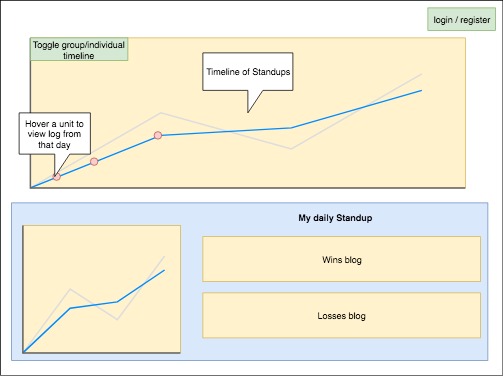 login / register
Toggle group/individual
timeline
Timeline of Standups
Hover a unit to
view log from
that day
My daily Standup
Wins blog
Losses blog